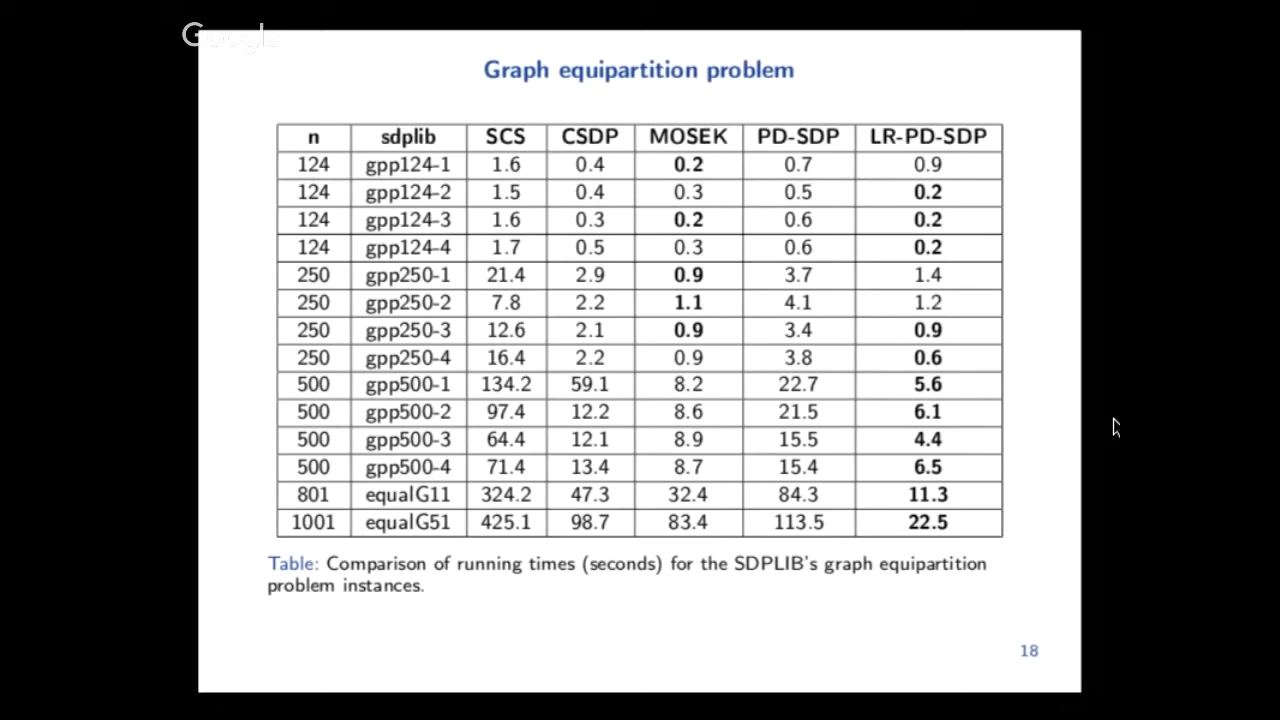 Google
Graph equipartition problem
n sdplib SCS CSDP MOSEK PD-SDP LR-PD-SDP
124 gpp124-1 1.6 0.4 0.2 0.7 0.9
124 gpp124-2 1.5 0.4 0.3 0.5 0.2
124 gpp124-3 1.6 0.3 0.2 0.6 0.2
124 gpp124-4 1.7 0.5 0.3 0.6 0.2
250 gpp250-1 21.4 2.9 0.9 3.7 1.4
250 gpp250-2 7.8 2.2 1.1 4.1 1.2
250 gpp250-3 12.6 2.1 0.9 3.4 0.9
250 gpp250-4 16.4 2.2 0.9 3.8 0.6
500 gpp500-1 134.2 59.1 8.2 22.7 5.6
500 gpp500-2 97.4 12.2 8.6 21.5 6.1
500 gpp500-3 64.4 12.1 8.9 15.5 4.4
500 gpp500-4 71.4 13.4 8.7 15.4 6.5
801 equalG11 324.2 47.3 32.4 84.3 11.3
1001 equalG51 425.1 98.7 83.4 113.5 22.5
Table: Comparison of running times (seconds) for the SDPLIB's graph equipartition
problem instances.
18